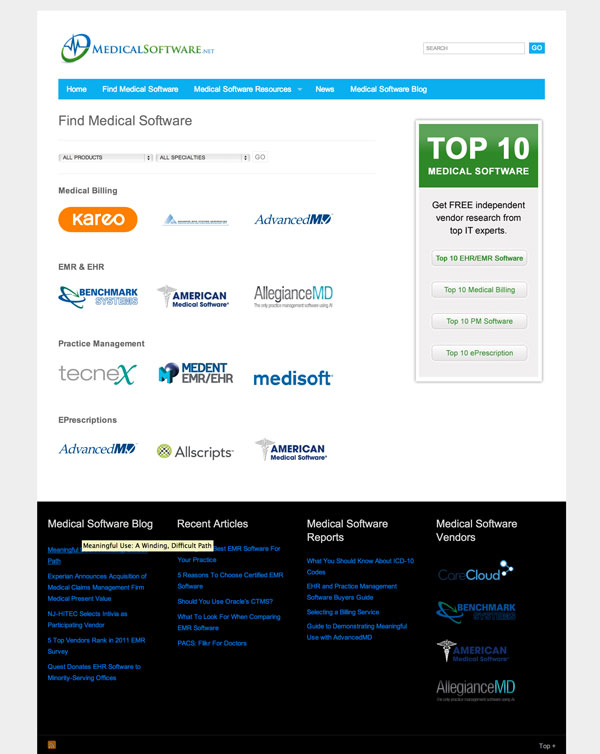 MEDICALSOFTWARE.NET
SEARCH
GO
Home
Find Medical Software
Medical Software Resources
News
Medical Software Blog
Find Medical Software
ALL PRODUCTS
ALL SPECIALTIES
GO
Medical Billing
kareo
AdvancedMD
EMR & EHR
BENCHMARK
SYSTEMS
AMERICAN
Medical Software
AllegianceMD
The only practice management software using AI
Practice Management
tecneX
MEDENT
EMR/EHR
medisoft
EPrescriptions
AdvancedMD
Allscripts
AMERICAN
Medical Software
TOP 10
MEDICAL SOFTWARE
Get FREE independent
vendor research from
top IT experts.
Top 10 EHR/EMR Software
Top 10 Medical Billing
Top 10 PM Software
Top 10 ePrescription
Medical Software Blog
Meaningful
Meaningful Use: A Winding, Difficult Path
Path
Experian Announces Acquisition of
Medical Claims Management Firm
Medical Present Value
NJ-HITEC Selects Intivia as
Participating Vendor
5 Top Vendors Rank in 2011 EMR
Survey
Quest Donates EHR Software to
Minority-Serving Offices
Recent Articles
Best EMR Software For
Your Practice
5 Reasons To Choose Certified EMR
Software
Should You Use Oracle's CTMS?
What To Look For When Comparing
EMR Software
PACS: Flikr For Doctors
Medical Software
Reports
What You Should Know About ICD-10
Codes
EHR and Practice Management
Software Buyers Guide
Selecting a Billing Service
Guide to Demonstrating Meaningful
Use with AdvancedMD
Medical Software
Vendors
CareCloud
BENCHMARK
SYSTEMS
AMERICAN
Medical Software
AllegianceMD
the only practice management software using AI
Top +